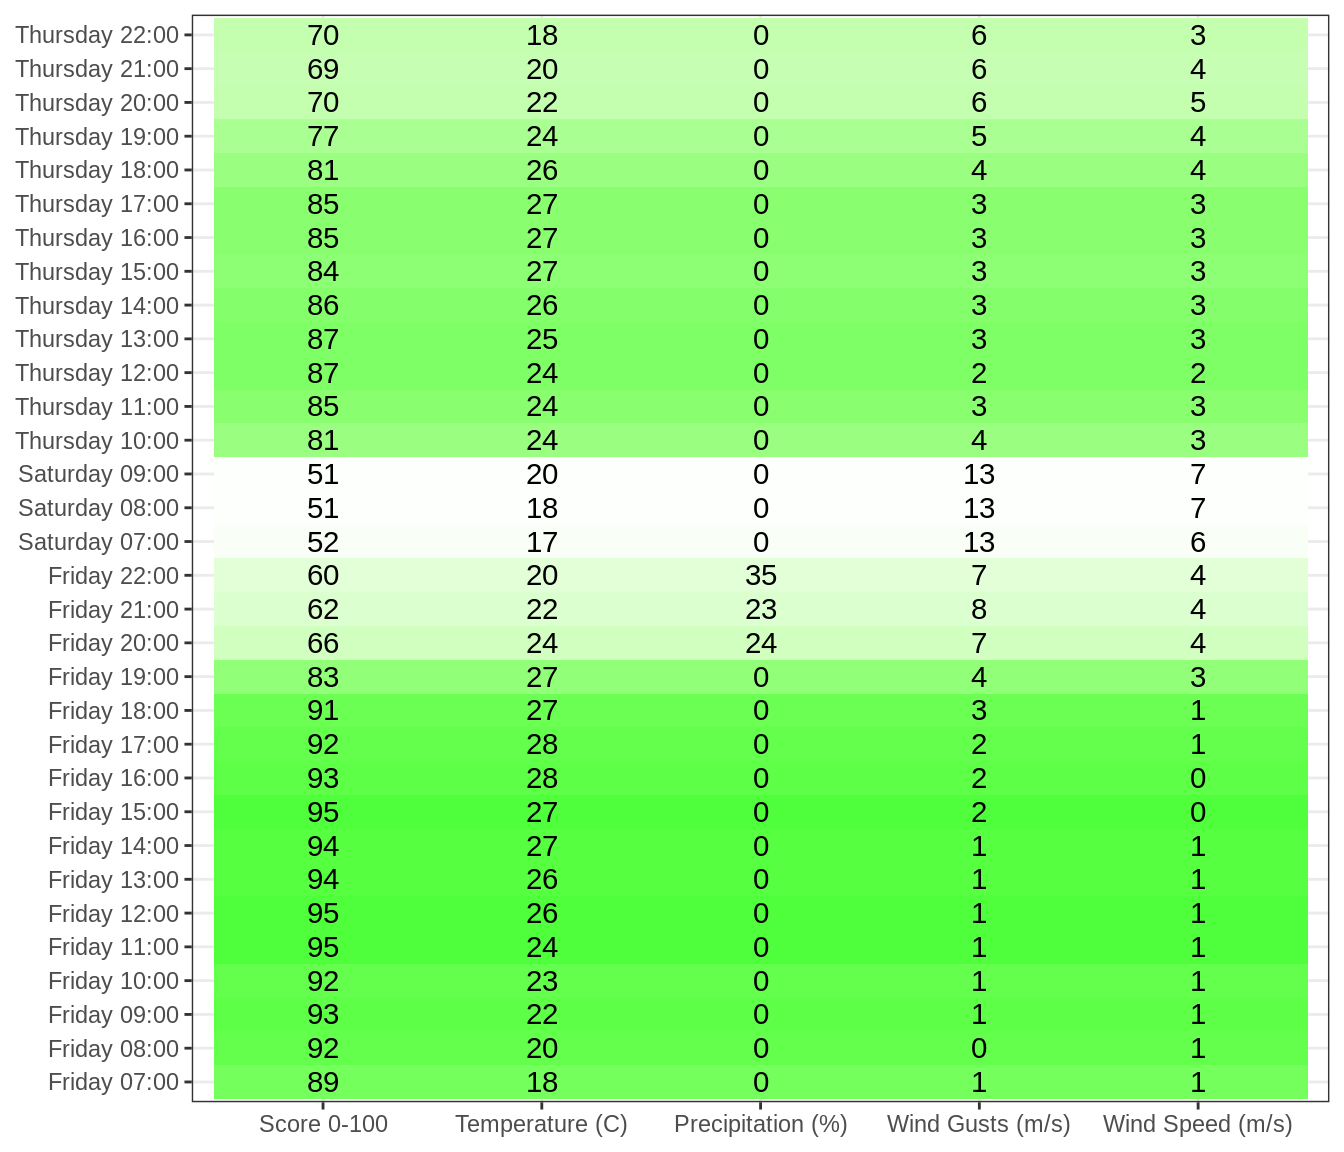 Thursday 22:00 70 18 0 6 3
Thursday 21:00 69 20 0 6 4
Thursday 20:00 70 22 0 6 5
Thursday 19:00 77 24 0 5 4
Thursday 18:00 81 26 0 4 4
Thursday 17:00 85 27 0 3 3
Thursday 16:00 85 27 0 3 3
Thursday 15:00 84 27 0 3 3
Thursday 14:00 86 26 0 3 3
Thursday 13:00 87 25 0 3 3
Thursday 12:00 87 24 0 2 2
Thursday 11:00 85 24 0 3 3
Thursday 10:00 81 24 0 4 3
Saturday 09:00 51 20 0 13 7
Saturday 08:00 51 18 0 13 7
Saturday 07:00 52 17 0 13 6
Friday 22:00 60 20 35 7 4
Friday 21:00 62 22 23 8 4
Friday 20:00 66 24 24 7 4
Friday 19:00 83 27 0 4 3
Friday 18:00 91 27 0 3 1
Friday 17:00 92 28 0 2 1
Friday 16:00 93 28 0 2 0
Friday 15:00 95 27 0 2 0
Friday 14:00 94 27 0 1 1
Friday 13:00 94 26 0 1 1
Friday 12:00 95 26 0 1 1
Friday 11:00 95 24 0 1 1
Friday 10:00 92 23 0 1 1
Friday 09:00 93 22 0 1 1
Friday 08:00 92 20 0 0 1
Friday 07:00 89 18 0 1 1
Score 0-100 Temperature (C) Precipitation (%) Wind Gusts (m/s) Wind Speed (m/s)